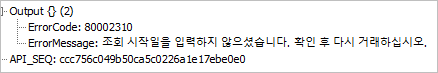 Output {} (2)
ErrorCode: 80002310
ErrorMessage: 조회 시작일을 입력하지 않으셨습니다. 확인 후 다시 거래하십시오.
API_SEQ: ccc756c049b50ca5c0226a1e17ebe0e0